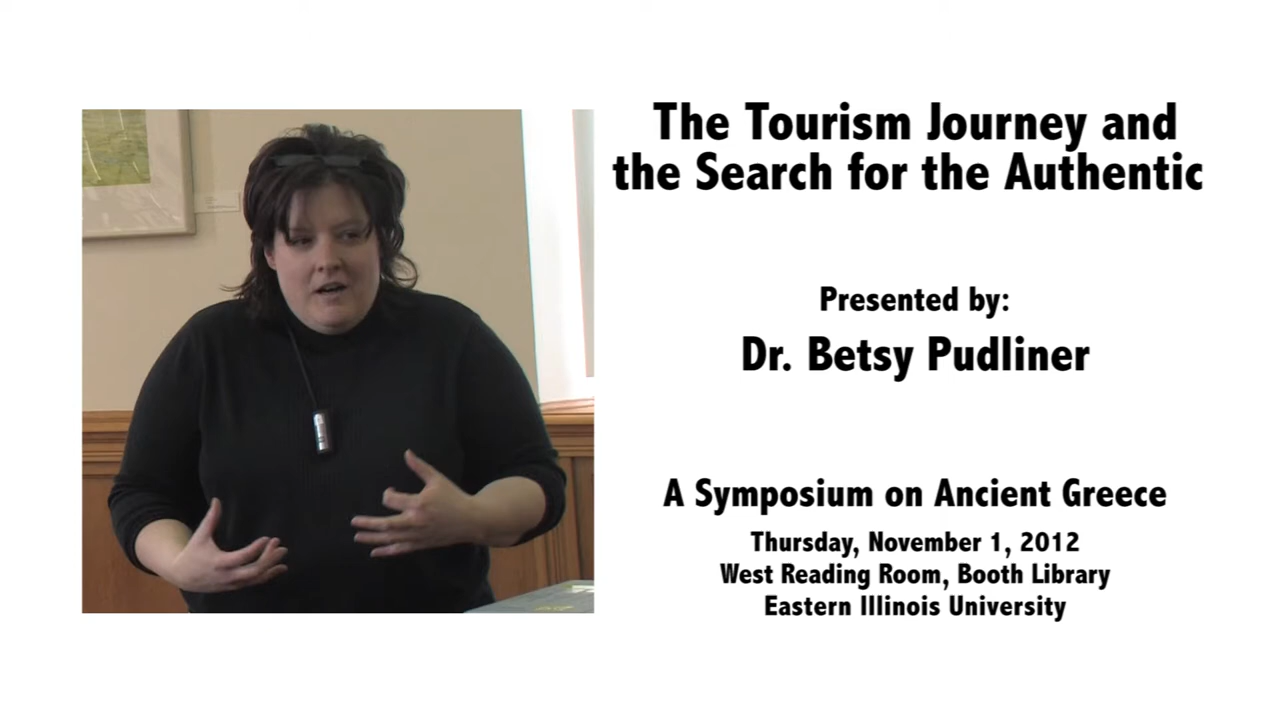 The Tourism Journey and
the Search for the Authentic
Presented by:
Dr. Betsy Pudliner
A Symposium on Ancient Greece
Thursday, November 1, 2012
West Reading Room, Booth Library
Eastern Illinois University